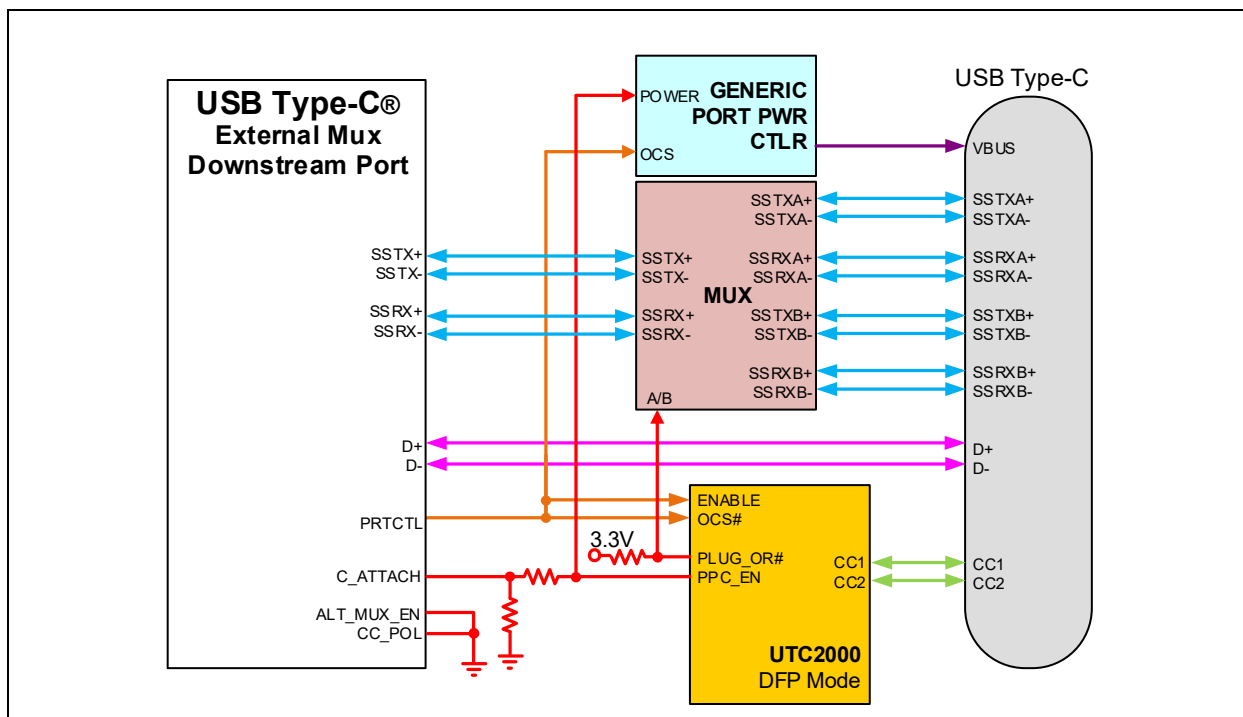 USB Type-C®
External Mux
Downstream Port
SSTX+
SSTX-
SSRX+
SSRX-
D+
D-
PRTCTL
C_ATTACH
ALT_MUX_EN
CC_POL
GENERIC
PORT PWR
CTLR
POWER
OCS
MUX
SSTX+
SSTX-
SSRX+
SSRX-
A/B
SSTXA+
SSTXA-
SSRXA+
SSRXA-
SSTXB+
SSTXB-
SSRXB+
SSRXB-
3.3V
ENABLE
OCS#
PLUG_OR#
PPC_EN
CC1
CC2
UTC2000
DFP Mode
USB Type-C
VBUS
SSTXA+
SSTXA-
SSRXA+
SSRXA-
SSTXB+
SSTXB-
SSRXB+
SSRXB-
D+
D-
CC1
CC2